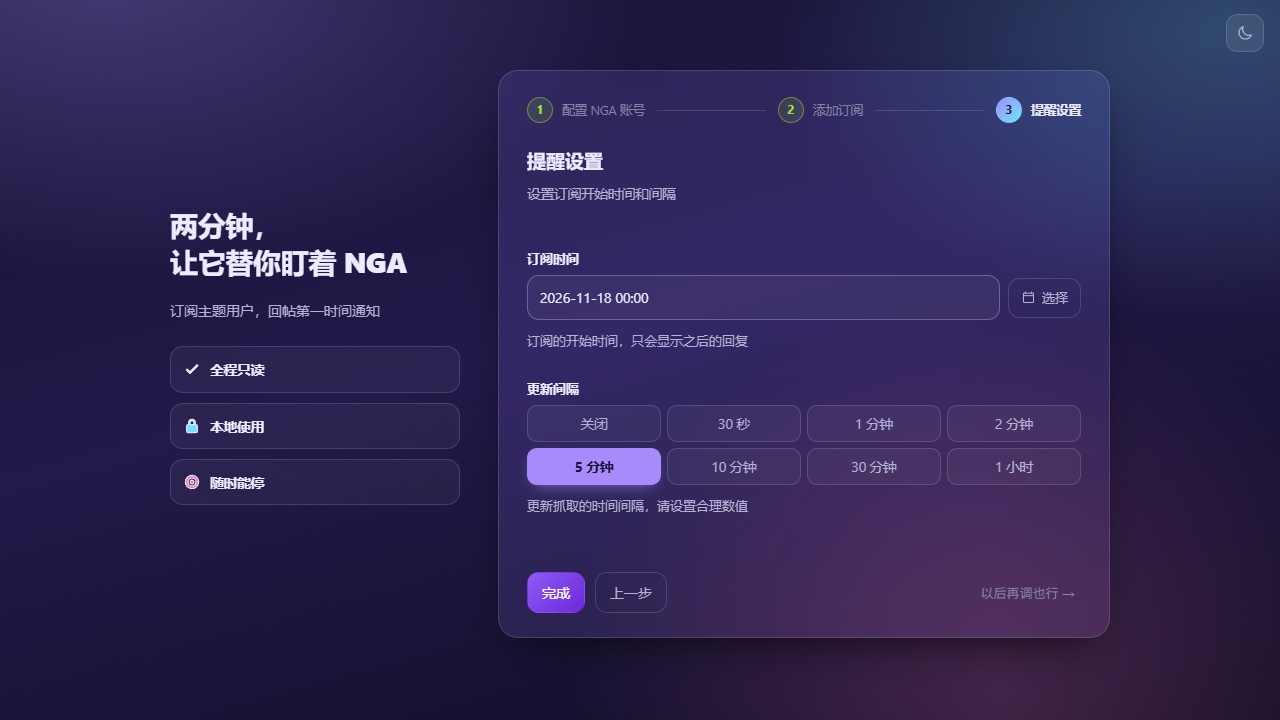 两分钟，
让它替你盯着 NGA
订阅主题用户，回帖第一时间通知
全程只读
本地使用
随时能停
1 配置 NGA 账号
2 添加订阅
3 提醒设置
提醒设置
设置订阅开始时间和间隔
订阅时间
2026-11-18 00:00
选择
订阅的开始时间，只会显示之后的回复
更新间隔
关闭
30 秒
1 分钟
2 分钟
5 分钟
10 分钟
30 分钟
1 小时
更新抓取的时间间隔，请设置合理数值
完成
上一步
以后再调也行 →